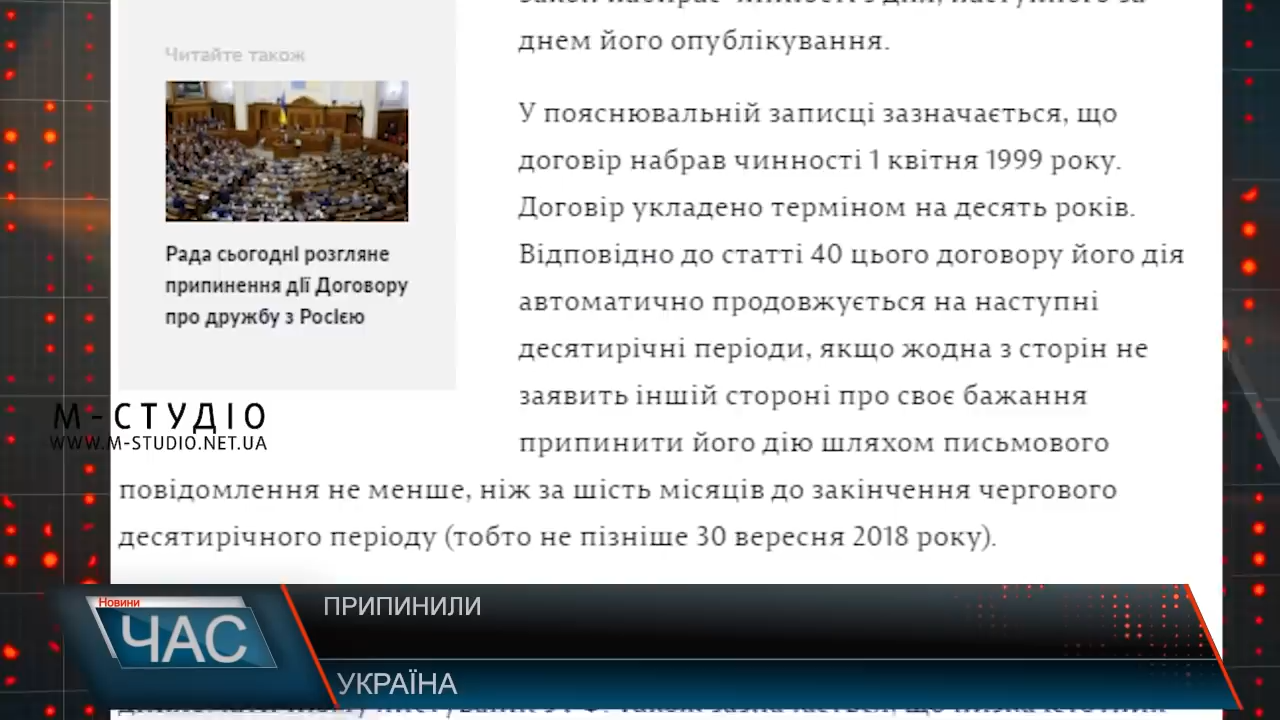 днем його опублікування.
Читайте також
Рада сьогодні розгляне
припинення дії Договору
про дружбу з Росією
У пояснювальній записці зазначається, що
договір набрав чинності 1 квітня 1999 року.
Договір укладено терміном на десять років.
Відповідно до статті 40 цього договору його дія
автоматично продовжується на наступні
десятирічні періоди, якщо жодна з сторін не
заявить іншій стороні про своє бажання
припинити його дію шляхом письмового
повідомлення не менше, ніж за шість місяців до закінчення чергового
десятирічного періоду (тобто не пізніше 30 вересня 2018 року).
М-СТУДІО
WWW.M-STUDIO.NET.UA
Новини
ЧАС
ПРИПИНИЛИ
УКРАЇНА